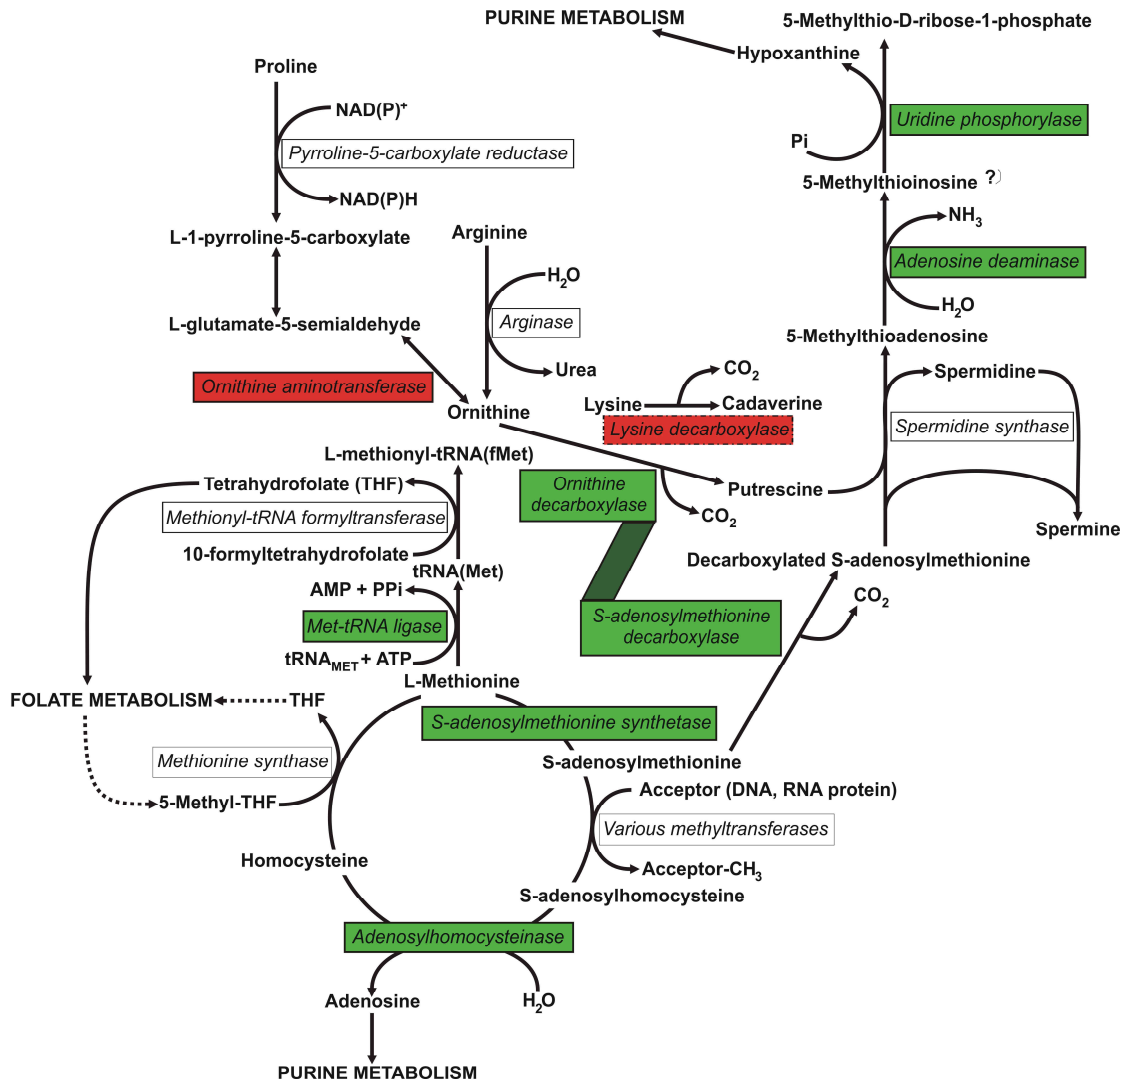 PURINE METABOLISM
5-Methylthio-D-ribose-1-phosphate
Hypoxanthine
Proline
NAD(P)⁺
Uridine phosphorylase
Pi
Pyrroline-5-carboxylate reductase
5-Methylthioinosine ?)
NAD(P)H
NH₃
L-1-pyrroline-5-carboxylate
Arginine
Adenosine deaminase
H₂O
H₂O
L-glutamate-5-semialdehyde
Arginase
5-Methylthioadenosine
Urea
CO₂
Spermidine
Ornithine aminotransferase
Ornithine
Lysine
Cadaverine
Lysine decarboxylase
Spermidine synthase
L-methionyl-tRNA(fMet)
Tetrahydrofolate (THF)
Ornithine
decarboxylase
Putrescine
Methionyl-tRNA formyltransferase
CO₂
Spermine
10-formyltetrahydrofolate
tRNA(Met)
Decarboxylated S-adenosylmethionine
AMP + PPi
CO₂
Met-tRNA ligase
S-adenosylmethionine
decarboxylase
tRNA_MET + ATP
L-Methionine
FOLATE METABOLISM
THF
S-adenosylmethionine synthetase
Methionine synthase
S-adenosylmethionine
5-Methyl-THF
Acceptor (DNA, RNA protein)
Various methyltransferases
Homocysteine
Acceptor-CH₃
S-adenosylhomocysteine
Adenosylhomocysteinase
Adenosine
H₂O
PURINE METABOLISM